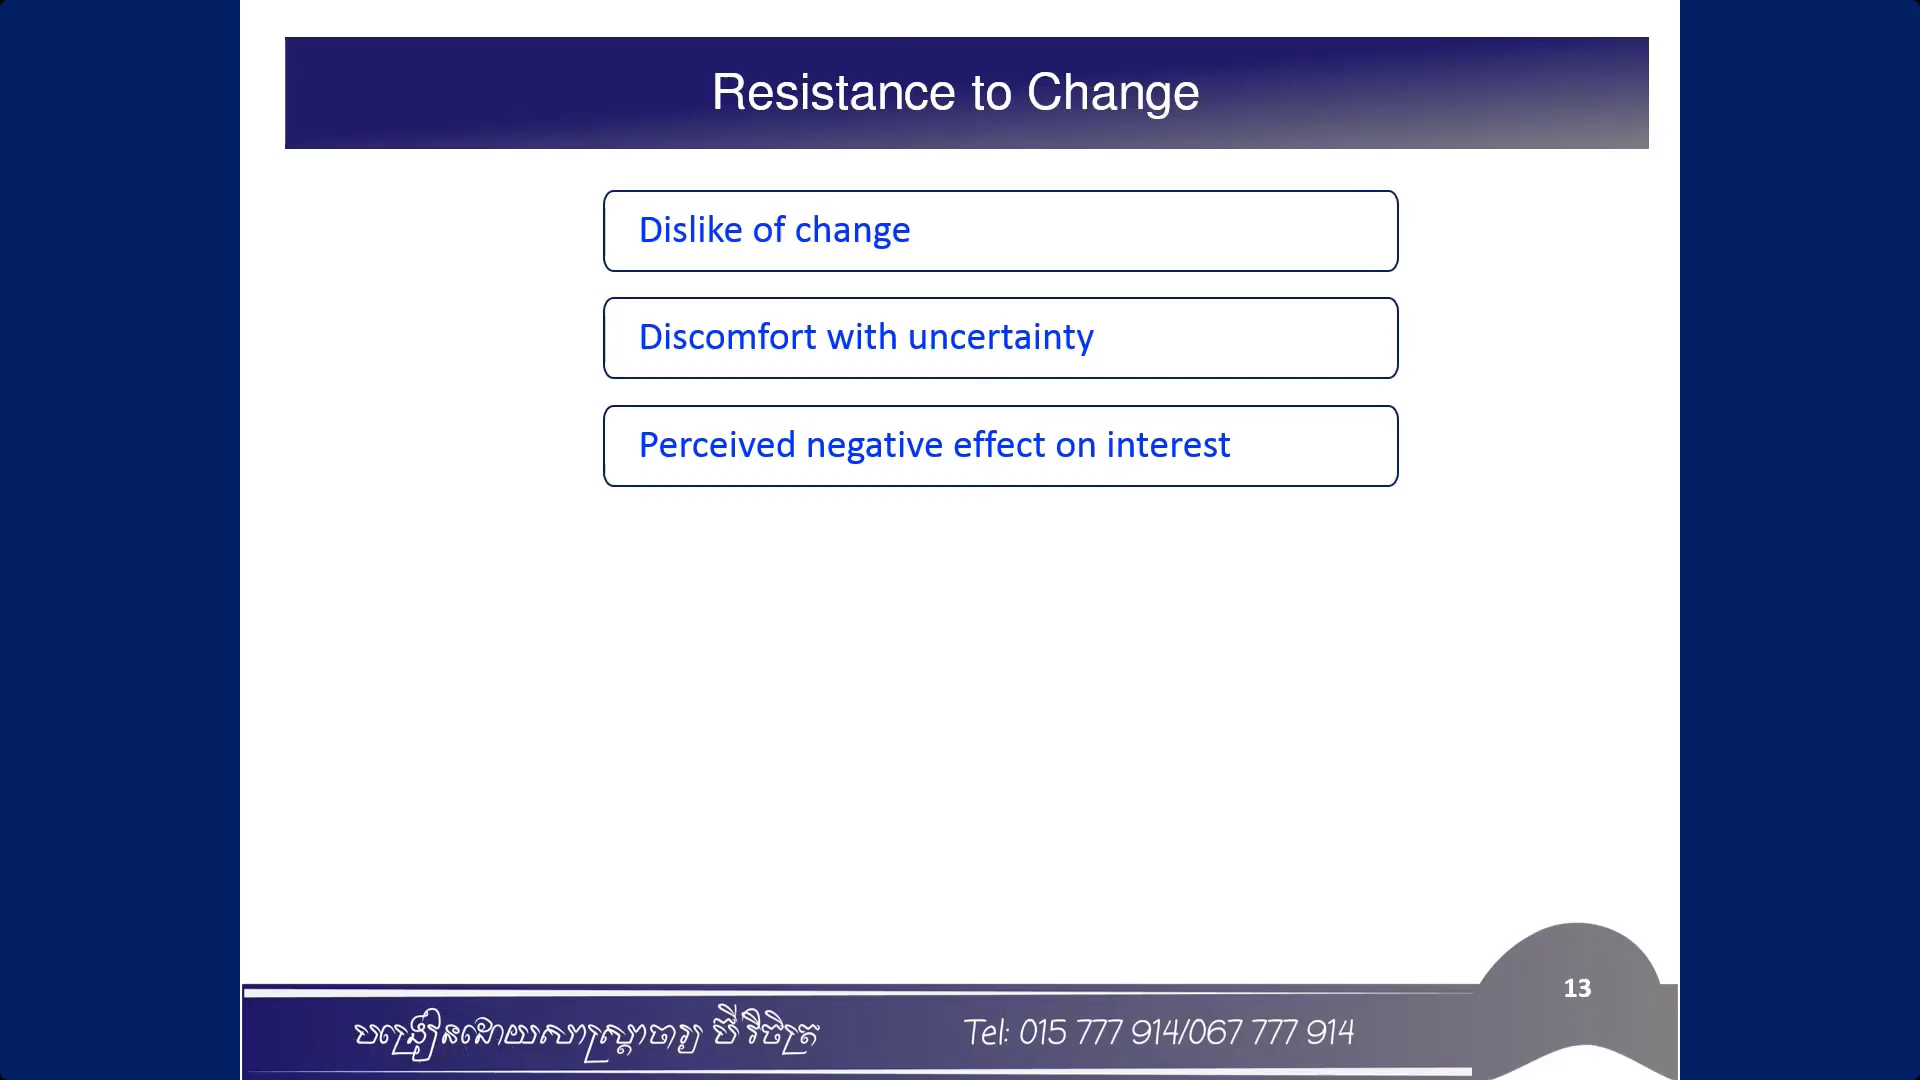 Resistance to Change
Dislike of change
Discomfort with uncertainty
Perceived negative effect on interest
13
បង្រៀនដោយសាស្ត្រាចារ្យ ប៊ី វិចិត្រ
Tel: 015 777 914/067 777 914